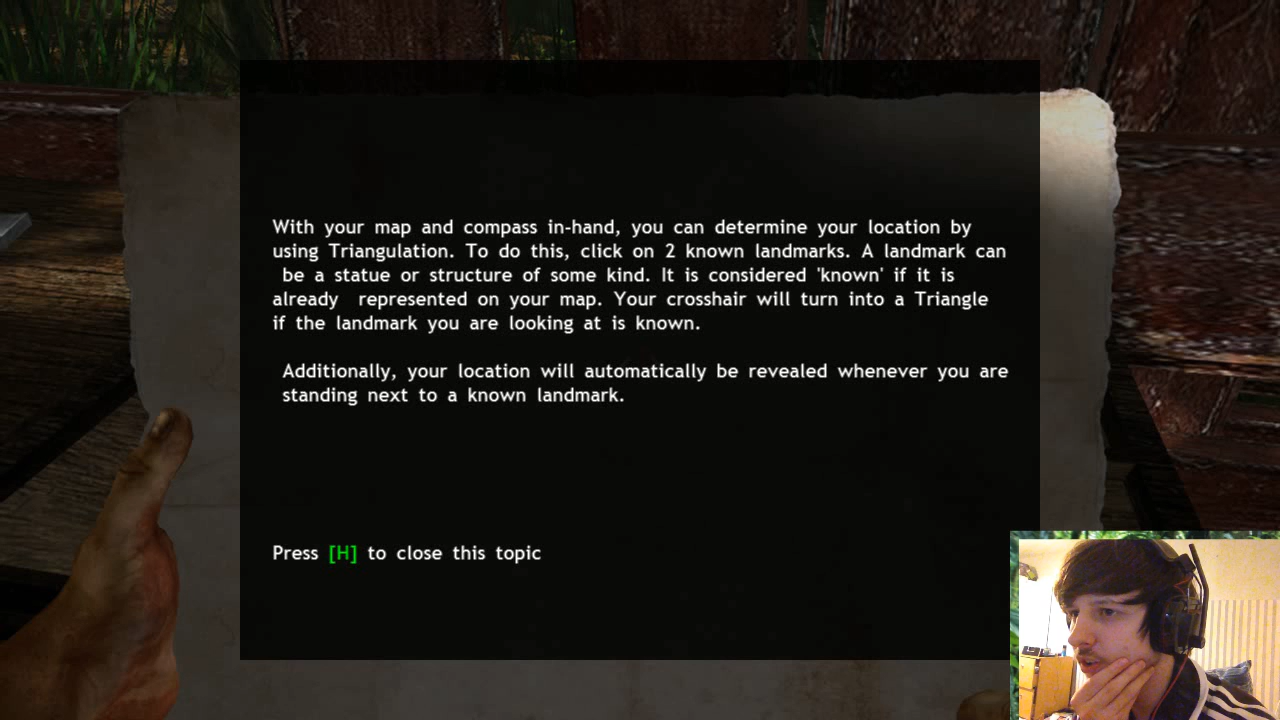 With your map and compass in-hand, you can determine your location by
using Triangulation. To do this, click on 2 known landmarks. A landmark can
be a statue or structure of some kind. It is considered 'known' if it is
already represented on your map. Your crosshair will turn into a Triangle
if the landmark you are looking at is known.
Additionally, your location will automatically be revealed whenever you are
standing next to a known landmark.
Press [H] to close this topic